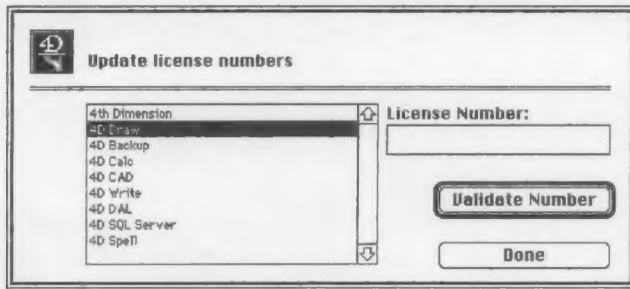 4D
Update license numbers
4th Dimension
4D Draw
4D Backup
4D Calc
4D CAD
4D Write
4D DAL
4D SQL Server
4D Spell
License Number:
Validate Number
Done